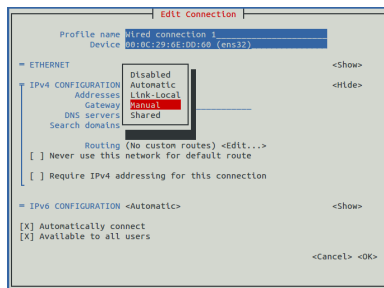 Edit Connection
Profile name Wired connection 1
Device 00:0C:29:6E:DD:60 (ens32)
= ETHERNET <Show>
Disabled
= IPv4 CONFIGURATION Automatic <Hide>
Addresses Link-Local
Gateway Manual
DNS servers Shared
Search domains
Routing (No custom routes) <Edit...>
[ ] Never use this network for default route
[ ] Require IPv4 addressing for this connection
= IPv6 CONFIGURATION <Automatic> <Show>
[X] Automatically connect
[X] Available to all users
<Cancel> <OK>